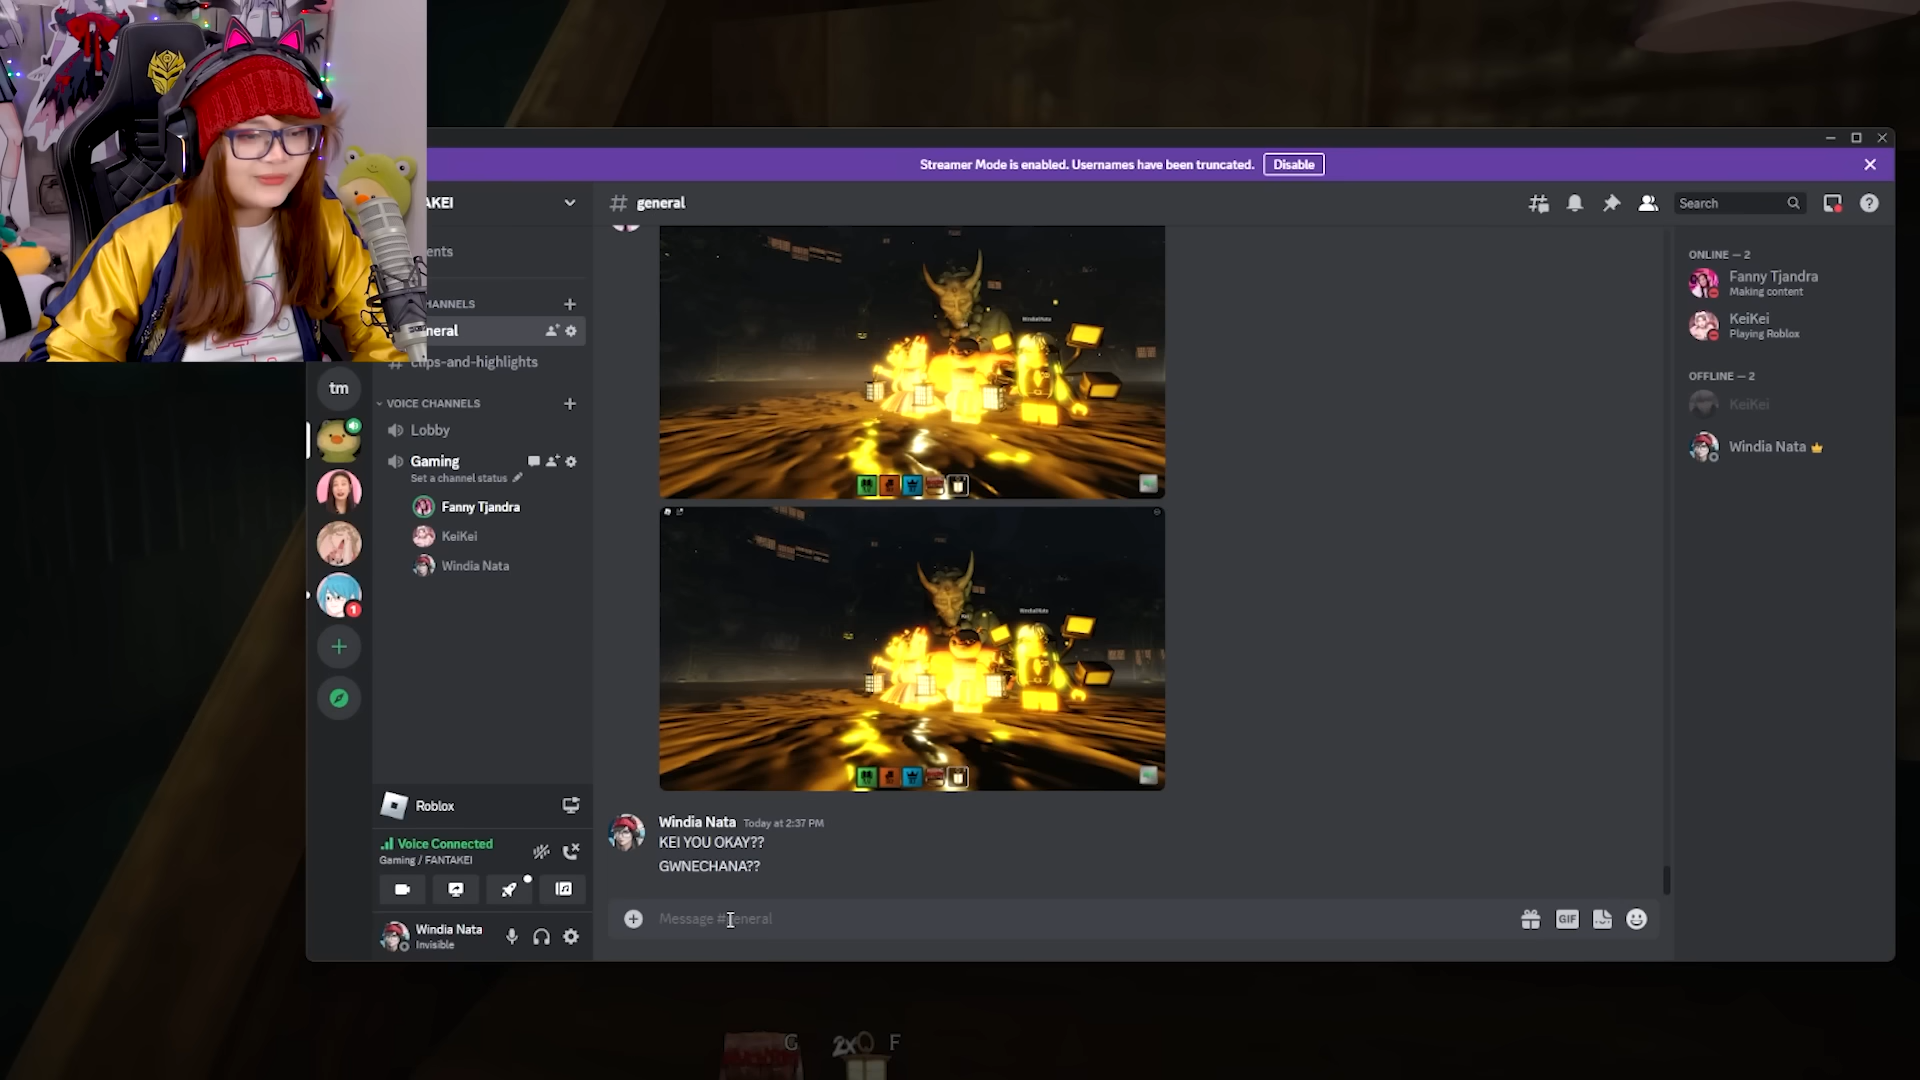 Streamer Mode is enabled. Usernames have been truncated.
Disable
AKEI
ents
HANNELS
neral
clips-and-highlights
tm
VOICE CHANNELS
Lobby
Gaming
Set a channel status
Fanny Tjandra
KeiKei
Windia Nata
1
Roblox
Voice Connected
Gaming / FANTAKEI
Windia Nata
Invisible
general
Search
Windia Nata Today at 2:37 PM
KEI YOU OKAY??
GWNECHANA??
Message #general
GIF
ONLINE — 2
Fanny Tjandra
Making content
KeiKei
Playing Roblox
OFFLINE — 2
KeiKei
Windia Nata
G 2x Q F